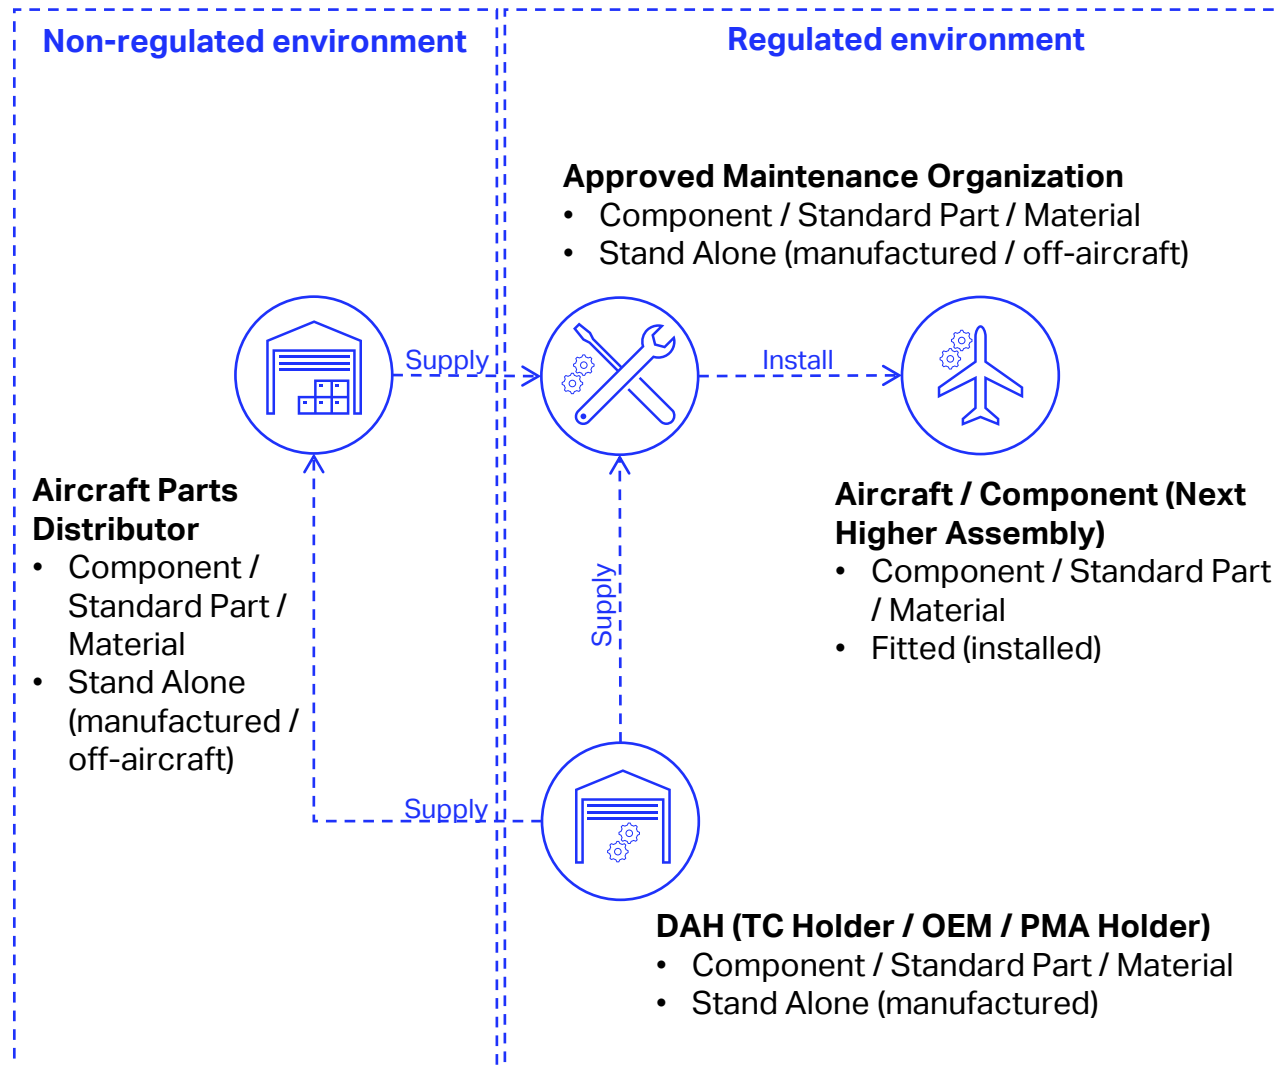 Non-regulated environment
Regulated environment
Approved Maintenance Organization
• Component / Standard Part / Material
• Stand Alone (manufactured / off-aircraft)
Supply
Install
Aircraft Parts
Distributor
• Component /
Standard Part /
Material
• Stand Alone
(manufactured /
off-aircraft)
Aircraft / Component (Next
Higher Assembly)
• Component / Standard Part
/ Material
• Fitted (installed)
Supply
Supply
DAH (TC Holder / OEM / PMA Holder)
• Component / Standard Part / Material
• Stand Alone (manufactured)